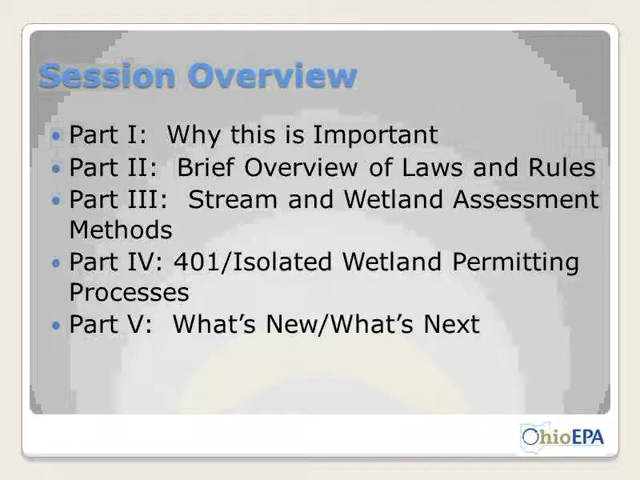 Session Overview
• Part I:  Why this is Important
• Part II:  Brief Overview of Laws and Rules
• Part III:  Stream and Wetland Assessment
Methods
• Part IV: 401/Isolated Wetland Permitting
Processes
• Part V:  What’s New/What’s Next
OhioEPA